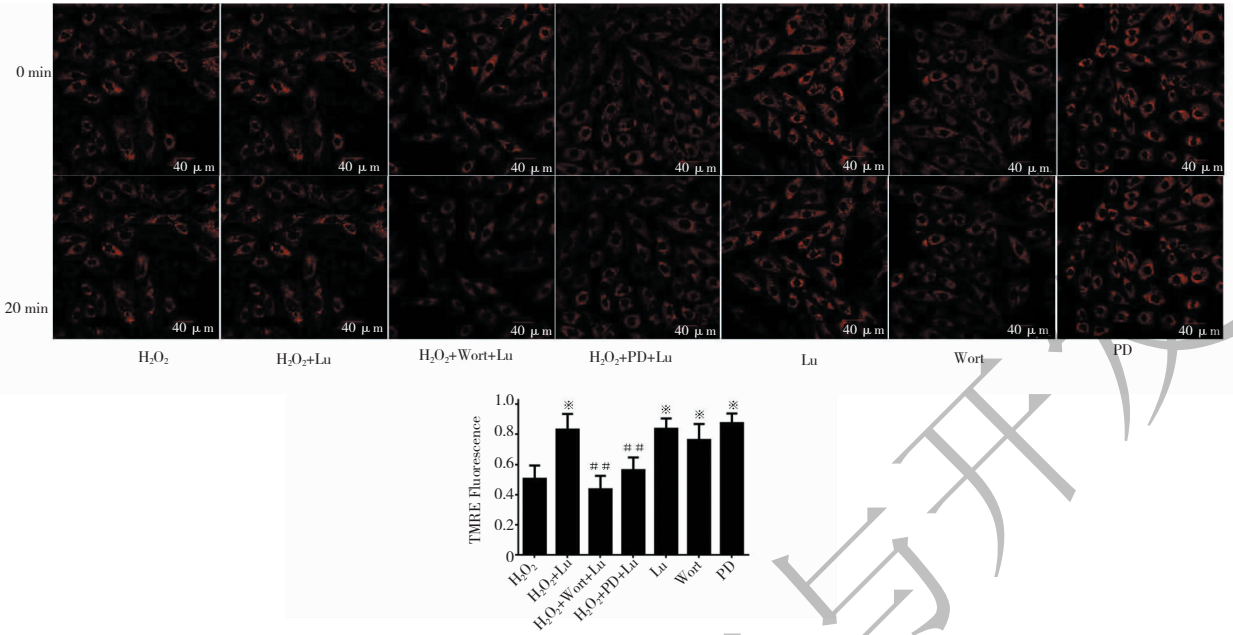 0 min
40 μm 40 μm 40 μm 40 μm 40 μm 40 μm 40 μm
20 min
40 μm 40 μm 40 μm 40 μm 40 μm 40 μm 40 μm
H₂O₂ H₂O₂+Lu H₂O₂+Wort+Lu H₂O₂+PD+Lu Lu Wort PD
TMRE Fluorescence
1.0
0.8
0.6
0.4
0.2
0
※ ## ## ※ ※ ※
H₂O₂ H₂O₂+Lu H₂O₂+Wort+Lu H₂O₂+PD+Lu Lu Wort PD
与开发